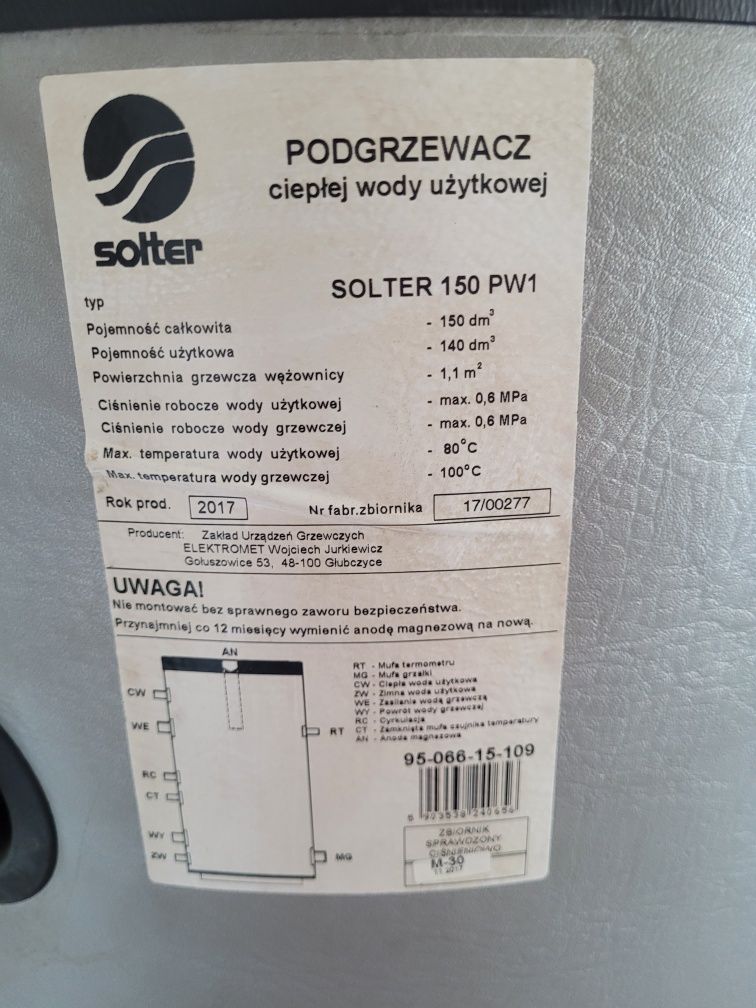 solter
PODGRZEWACZ
ciepłej wody użytkowej
typ SOLTER 150 PW1
Pojemność całkowita - 150 dm³
Pojemność użytkowa - 140 dm³
Powierzchnia grzewcza wężownicy - 1,1 m²
Ciśnienie robocze wody użytkowej - max. 0,6 MPa
Ciśnienie robocze wody grzewczej - max. 0,6 MPa
Max. temperatura wody użytkowej - 80°C
Max. temperatura wody grzewczej - 100°C
Rok prod. 2017 Nr fabr.zbiornika 17/00277
Producent: Zakład Urządzeń Grzewczych
ELEKTROMET Wojciech Jurkiewicz
Gołuszowice 53, 48-100 Głubczyce
UWAGA!
Nie montować bez sprawnego zaworu bezpieczeństwa.
Przynajmniej co 12 miesięcy wymienić anodę magnezową na nową.
AN
CW
WE
RT
RC
CT
WY
ZW
MG
RT - Mufa termometru
MG - Mufa grzałki
CW - Ciepła woda użytkowa
ZW - Zimna woda użytkowa
WE - Zasilanie wodą grzewczą
WY - Powrót wody grzewczej
RC - Cyrkulacja
CT - Zamknięta mufa czujnika temperatury
AN - Anoda magnezowa
95-066-15-109
5 903538 240654
ZBIORNIK
SPRAWDZONY
CIŚNIENIOWO
M-30
11.2017